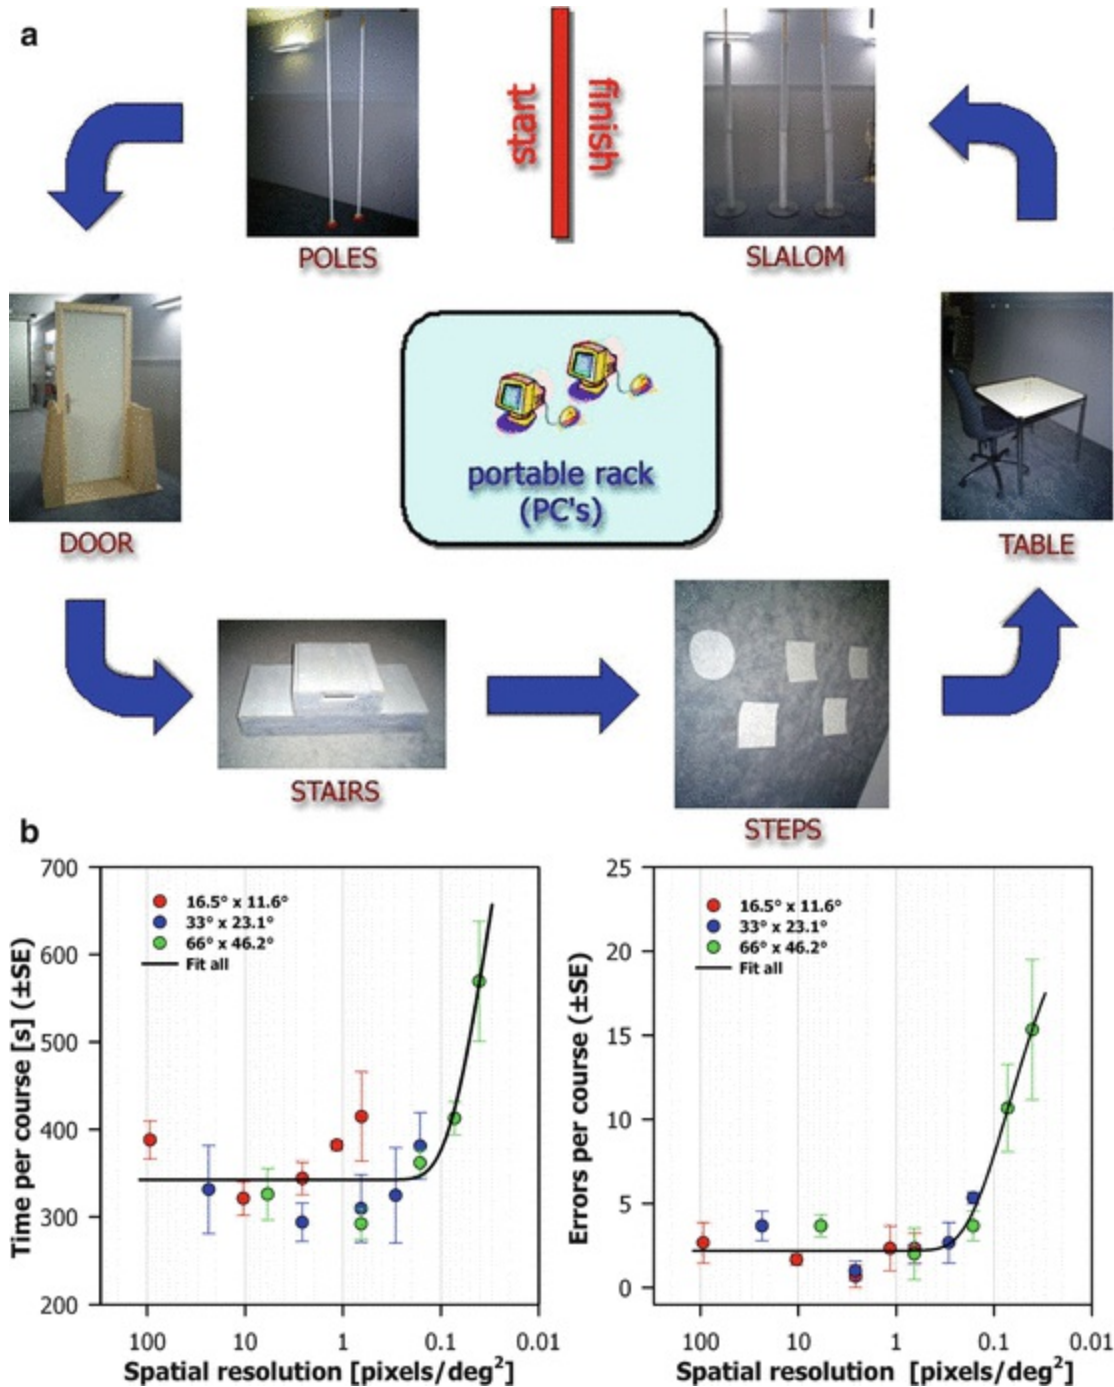 a
start
finish
POLES
SLALOM
portable rack
(PC's)
DOOR
TABLE
STAIRS
STEPS
b
700
600
500
400
300
200
Time per course [s] (±SE)
16.5° x 11.6°
33° x 23.1°
66° x 46.2°
Fit all
100
10
1
0.1
0.01
Spatial resolution [pixels/deg²]
25
20
15
10
5
0
Errors per course (±SE)
16.5° x 11.6°
33° x 23.1°
66° x 46.2°
Fit all
100
10
1
0.1
0.01
Spatial resolution [pixels/deg²]